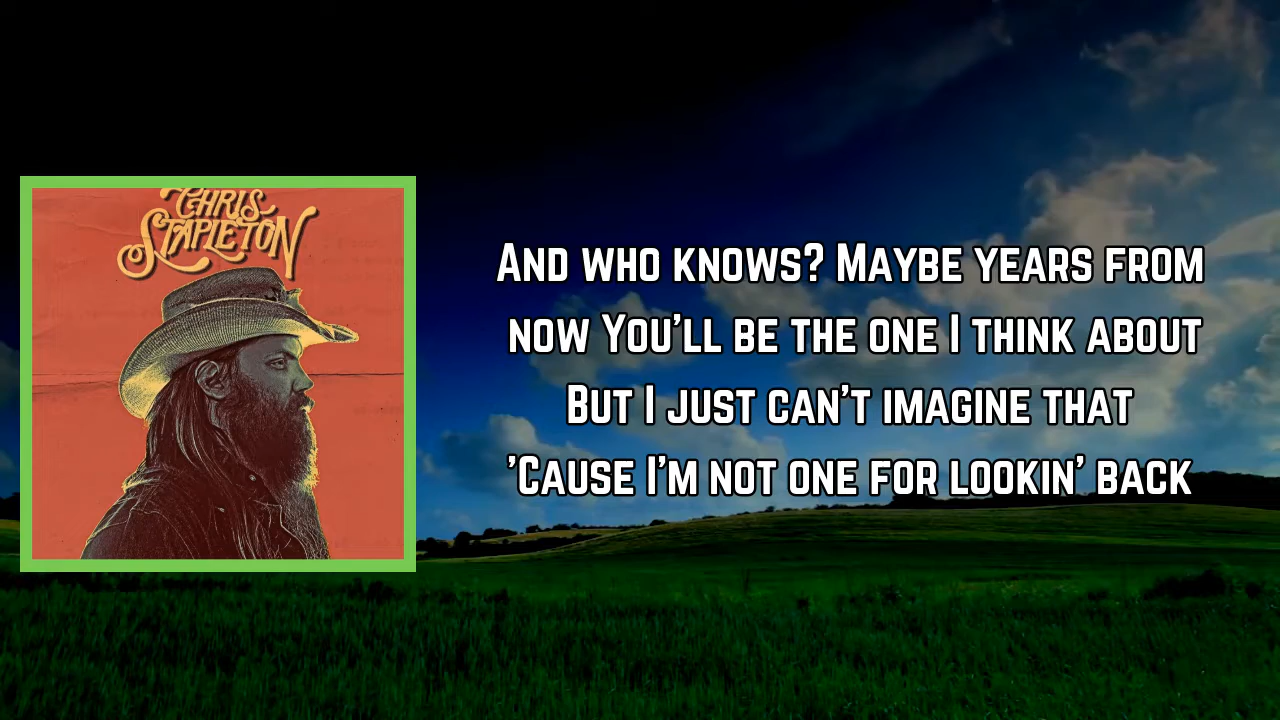 CHRIS
STAPLETON
AND WHO KNOWS? MAYBE YEARS FROM
NOW YOU'LL BE THE ONE I THINK ABOUT
BUT I JUST CAN'T IMAGINE THAT
'CAUSE I'M NOT ONE FOR LOOKIN' BACK